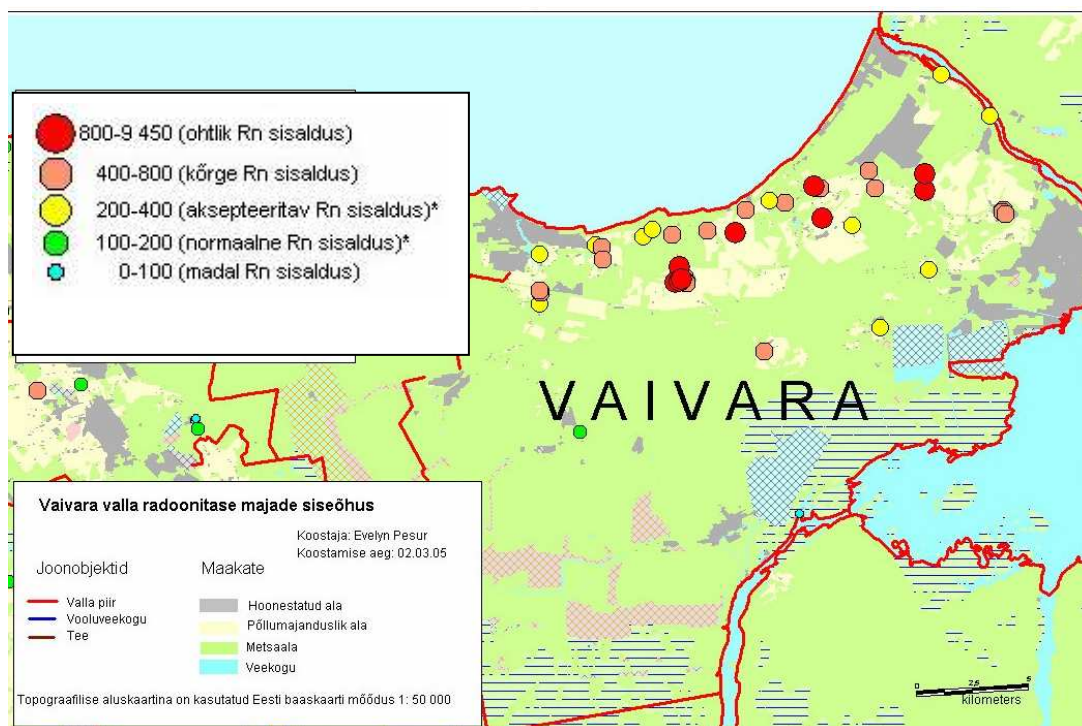 800-9 450 (ohtlik Rn sisaldus)
400-800 (kõrge Rn sisaldus)
200-400 (aksepteeritav Rn sisaldus)*
100-200 (normaalne Rn sisaldus)*
0-100 (madal Rn sisaldus)
VAIVARA
Vaivara valla radoonitase majade siseõhus
Koostaja: Evelyn Pesur
Koostamise aeg: 02.03.05
Joonobjektid
Maakate
Valla piir
Vooluveekogu
Tee
Hoonestatud ala
Põllumajanduslik ala
Metsaala
Veekogu
Topograafilise aluskaartina on kasutatud Eesti baaskarti mõõdus 1: 50 000
0 2,5 5
kilometers